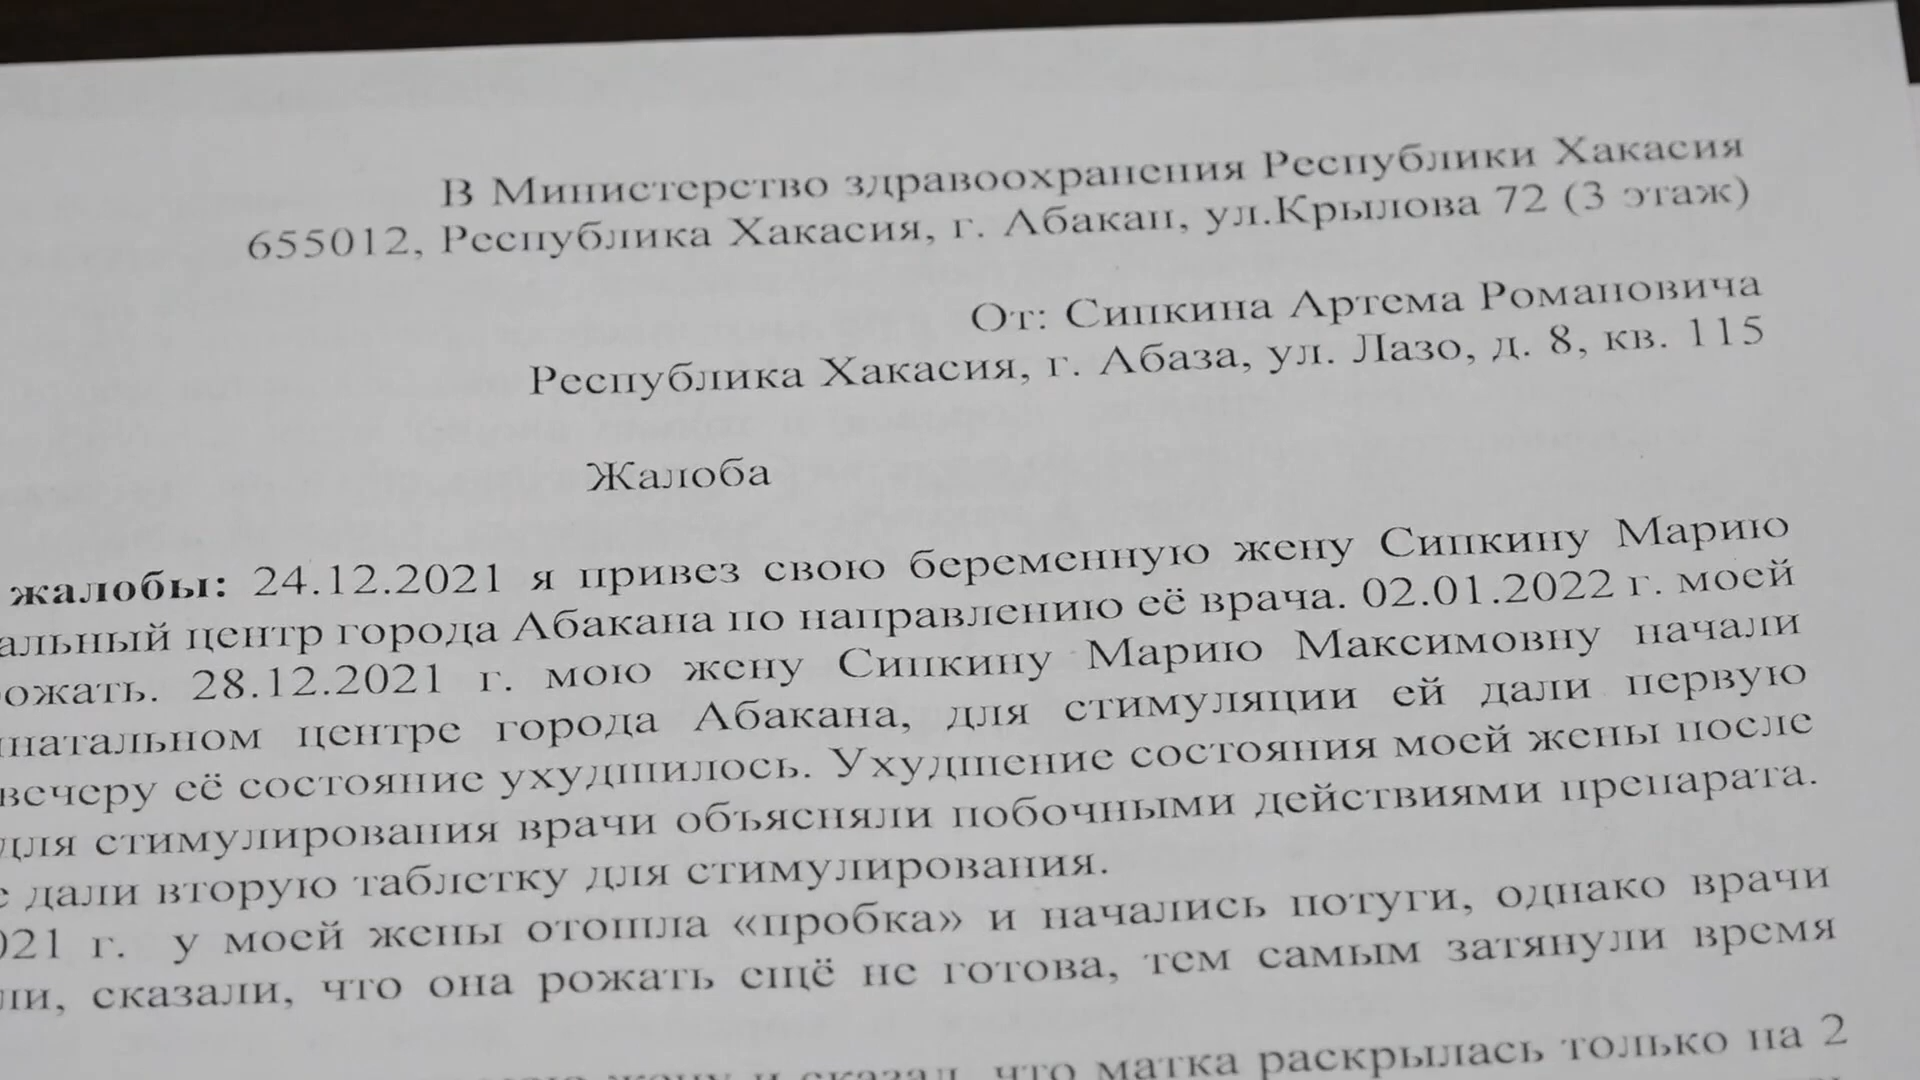 В Министерство здравоохранения Республики Хакасия
655012, Республика Хакасия, г. Абакан, ул.Крылова 72 (3 этаж)
От: Сипкина Артема Романовича
Республика Хакасия, г. Абаза, ул. Лазо, д. 8, кв. 115
Жалоба
жалобы: 24.12.2021 я привез свою беременную жену Сипкину Марию
альный центр города Абакана по направлению её врача. 02.01.2022 г. моей
рожать. 28.12.2021 г. мою жену Сипкину Марию Максимовну начали
натальном центре города Абакана, для стимуляции ей дали первую
вечеру её состояние ухудшилось. Ухудшение состояния моей жены после
для стимулирования врачи объясняли побочными действиями препарата.
е дали вторую таблетку для стимулирования.
021 г. у моей жены отошла «пробка» и начались потуги, однако врачи
ли, сказали, что она рожать ещё не готова, тем самым затянули время
жену и сказал, что матка раскрылась только на 2